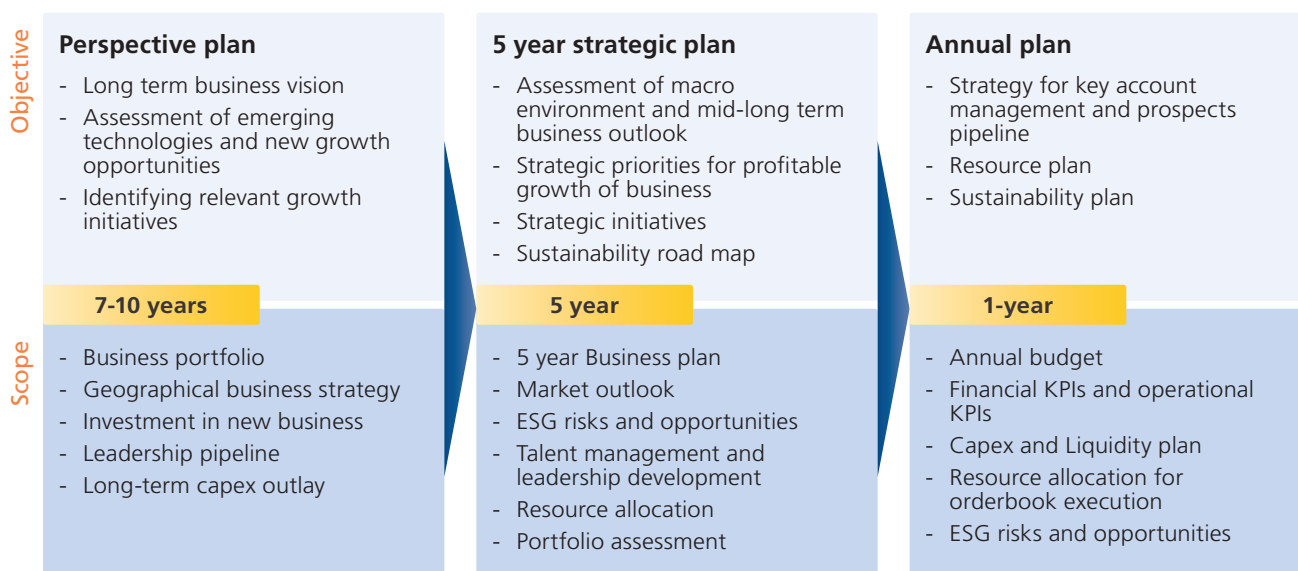 Objective
Perspective plan
- Long term business vision
- Assessment of emerging
technologies and new growth
opportunities
- Identifying relevant growth
initiatives
5 year strategic plan
- Assessment of macro
environment and mid-long term
business outlook
- Strategic priorities for profitable
growth of business
- Strategic initiatives
- Sustainability road map
Annual plan
- Strategy for key account
management and prospects
pipeline
- Resource plan
- Sustainability plan
Scope
7-10 years
- Business portfolio
- Geographical business strategy
- Investment in new business
- Leadership pipeline
- Long-term capex outlay
5 year
- 5 year Business plan
- Market outlook
- ESG risks and opportunities
- Talent management and
leadership development
- Resource allocation
- Portfolio assessment
1-year
- Annual budget
- Financial KPIs and operational
KPIs
- Capex and Liquidity plan
- Resource allocation for
orderbook execution
- ESG risks and opportunities